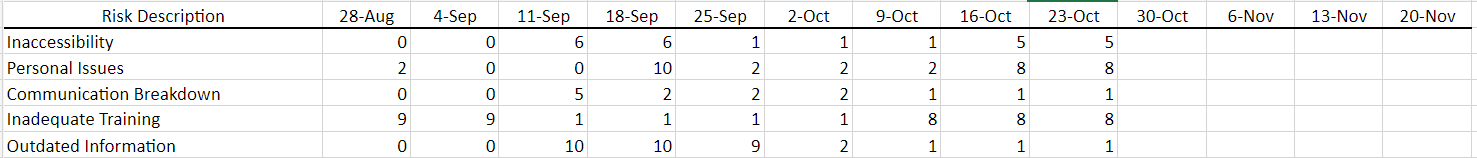 Risk Description 28-Aug 4-Sep 11-Sep 18-Sep 25-Sep 2-Oct 9-Oct 16-Oct 23-Oct 30-Oct 6-Nov 13-Nov 20-Nov
Inaccessibility 0 0 6 6 1 1 1 5 5
Personal Issues 2 0 0 10 2 2 2 8 8
Communication Breakdown 0 0 5 2 2 2 1 1 1
Inadequate Training 9 9 1 1 1 1 8 8 8
Outdated Information 0 0 10 10 9 2 1 1 1